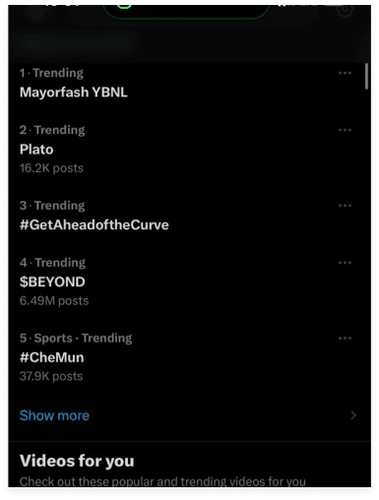 1 · Trending
Mayorfash YBNL
2 · Trending
Plato
16.2K posts
3 · Trending
#GetAheadoftheCurve
4 · Trending
$BEYOND
6.49M posts
5 · Sports · Trending
#CheMun
37.9K posts
Show more
Videos for you
Check out these popular and trending videos for you